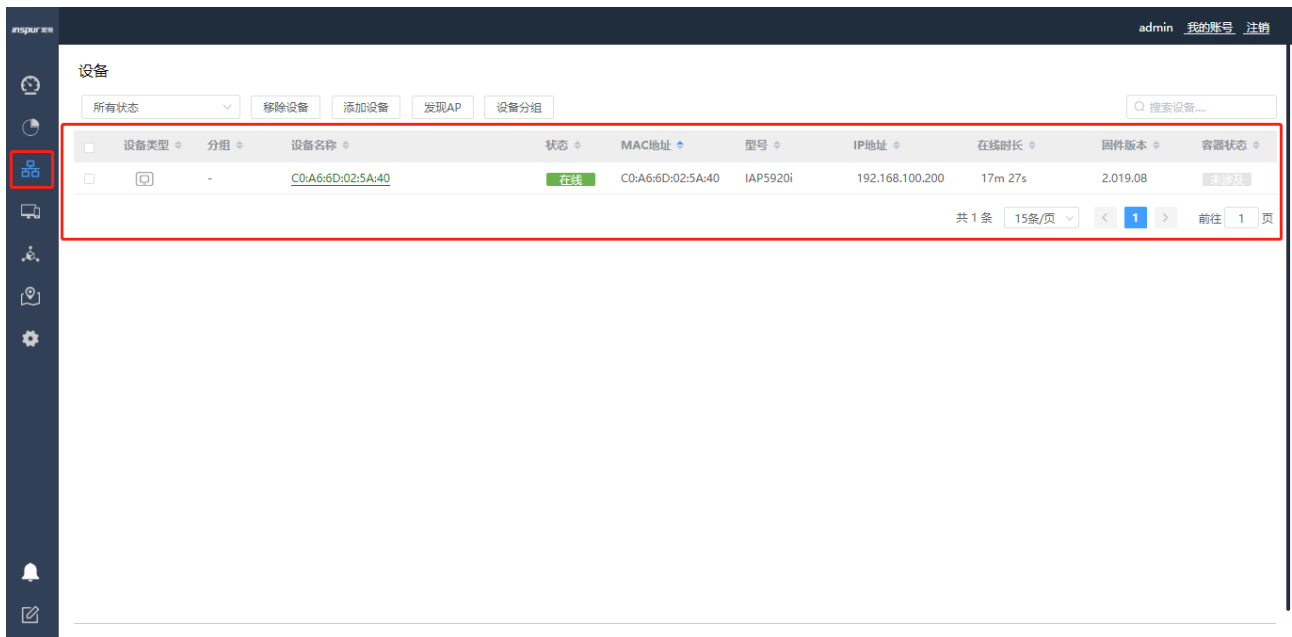 inspur 浪潮
admin 我的账号 注销
设备
所有状态 移除设备 添加设备 发现AP 设备分组 搜索设备....
设备类型 分组 设备名称 状态 MAC地址 型号 IP地址 在线时长 固件版本 容器状态
- C0:A6:6D:02:5A:40 在线 C0:A6:6D:02:5A:40 IAP5920i 192.168.100.200 17m 27s 2.019.08 未涉及
共 1 条 15条/页 1 前往 1 页